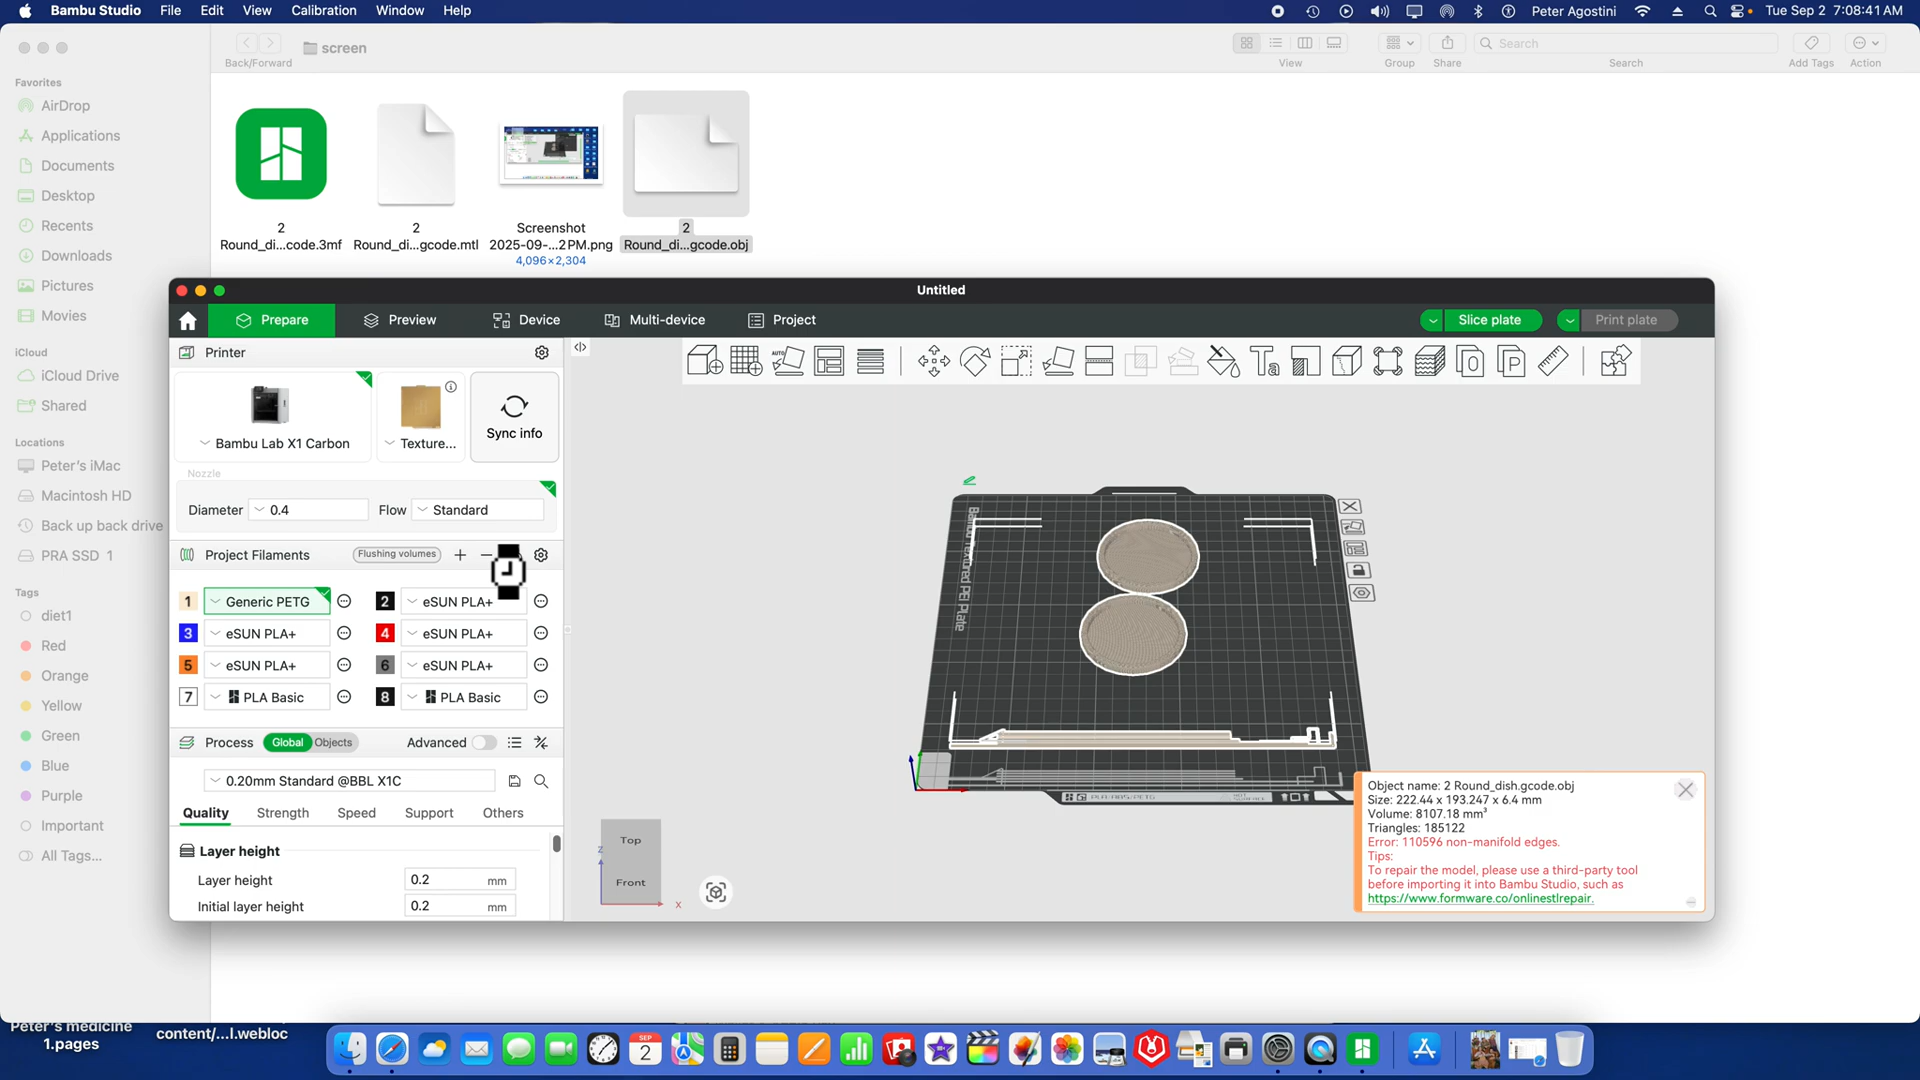 Bambu Studio File Edit View Calibration Window Help
Peter Agostini Tue Sep 2 7:08:41 AM
screen
Back/Forward
Search
View Group Share Search Add Tags Action
Favorites
AirDrop
Applications
Documents
Desktop
Recents
Downloads
Pictures
Movies
iCloud
iCloud Drive
Shared
Locations
Peter's iMac
Macintosh HD
Back up back drive
PRA SSD 1
Tags
diet1
Red
Orange
Yellow
Green
Blue
Purple
Important
All Tags...
2
Round_di...code.3mf
2
Round_di...gcode.mtl
Screenshot
2025-09-...2 PM.png
4,096×2,304
2
Round_di...gcode.obj
Untitled
Prepare Preview Device Multi-device Project Slice plate Print plate
Printer
Bambu Lab X1 Carbon Texture... Sync info
Nozzle
Diameter 0.4 Flow Standard
Project Filaments Flushing volumes
1 Generic PETG 2 eSUN PLA+
3 eSUN PLA+ 4 eSUN PLA+
5 eSUN PLA+ 6 eSUN PLA+
7 PLA Basic 8 PLA Basic
Process Global Objects Advanced
0.20mm Standard @BBL X1C
Quality Strength Speed Support Others
Layer height
Layer height 0.2 mm
Initial layer height 0.2 mm
AUTO
Bambu Textured PEI Plate
Top
Front
z
x
Object name: 2 Round_dish.gcode.obj
Size: 222.44 x 193.247 x 6.4 mm
Volume: 8107.18 mm³
Triangles: 185122
Error: 110596 non-manifold edges.
Tips:
To repair the model, please use a third-party tool
before importing it into Bambu Studio, such as
https://www.formware.co/onlinestlrepair.
Peter's medicine
1.pages
content/...l.webloc
SEP
2